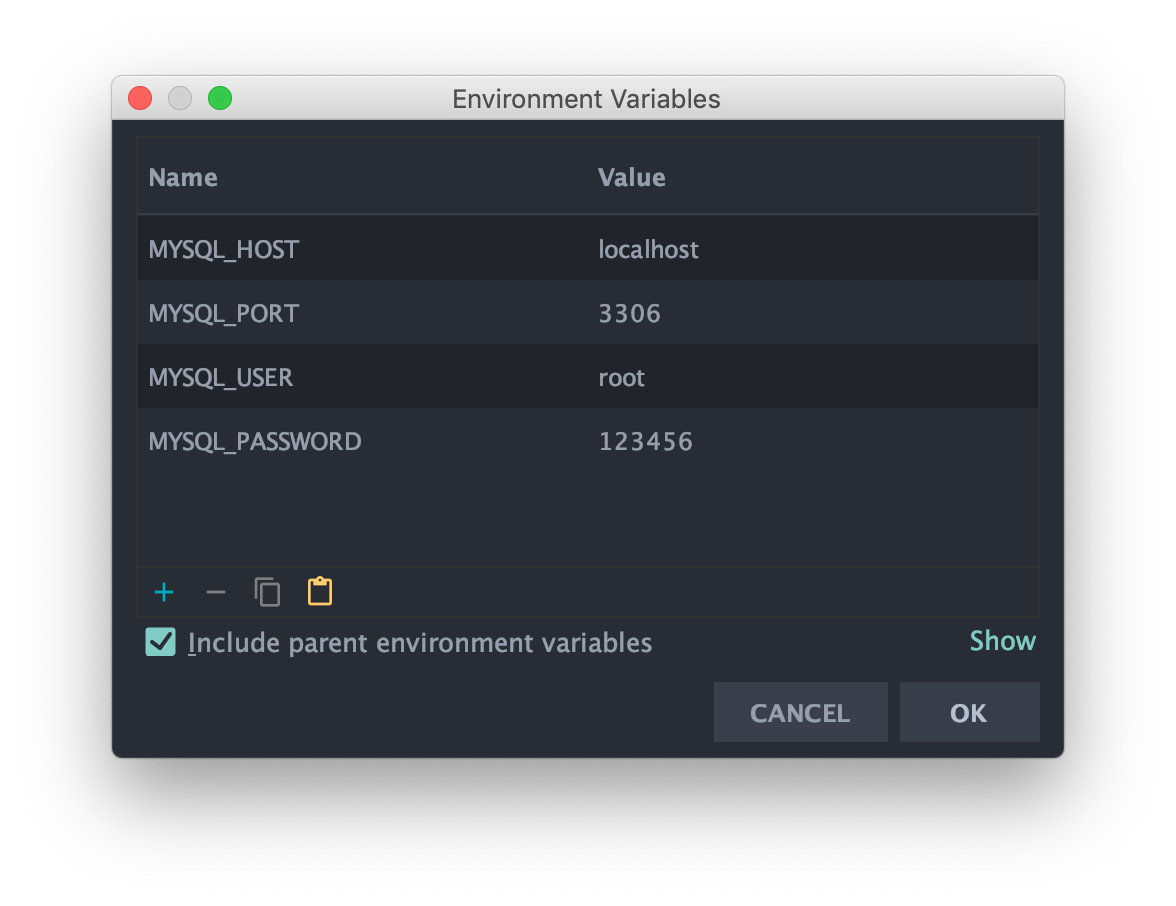 Environment Variables
Name Value
MYSQL_HOST localhost
MYSQL_PORT 3306
MYSQL_USER root
MYSQL_PASSWORD 123456
Include parent environment variables Show
CANCEL OK